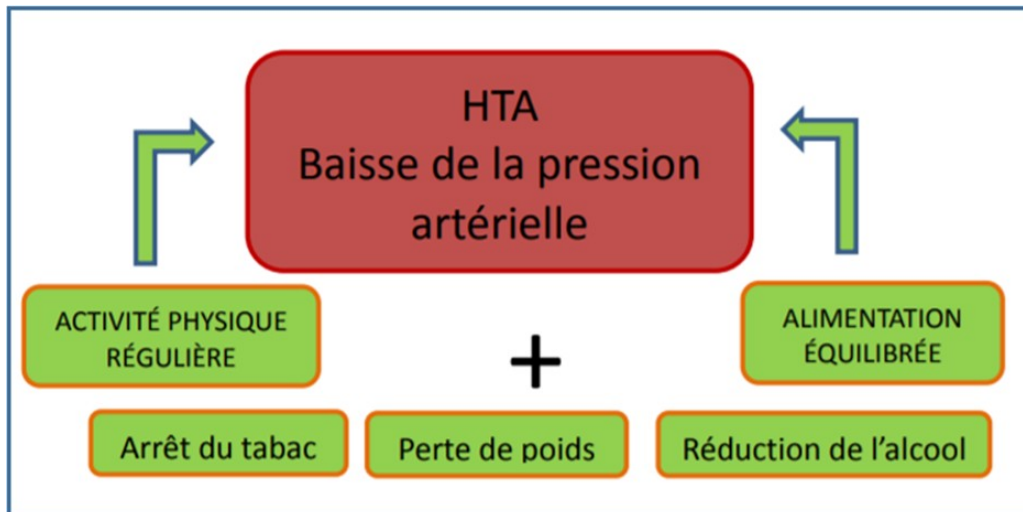 HTA
Baisse de la pression
artérielle
ACTIVITÉ PHYSIQUE
RÉGULIÈRE
+
ALIMENTATION
ÉQUILIBRÉE
Arrêt du tabac
Perte de poids
Réduction de l'alcool